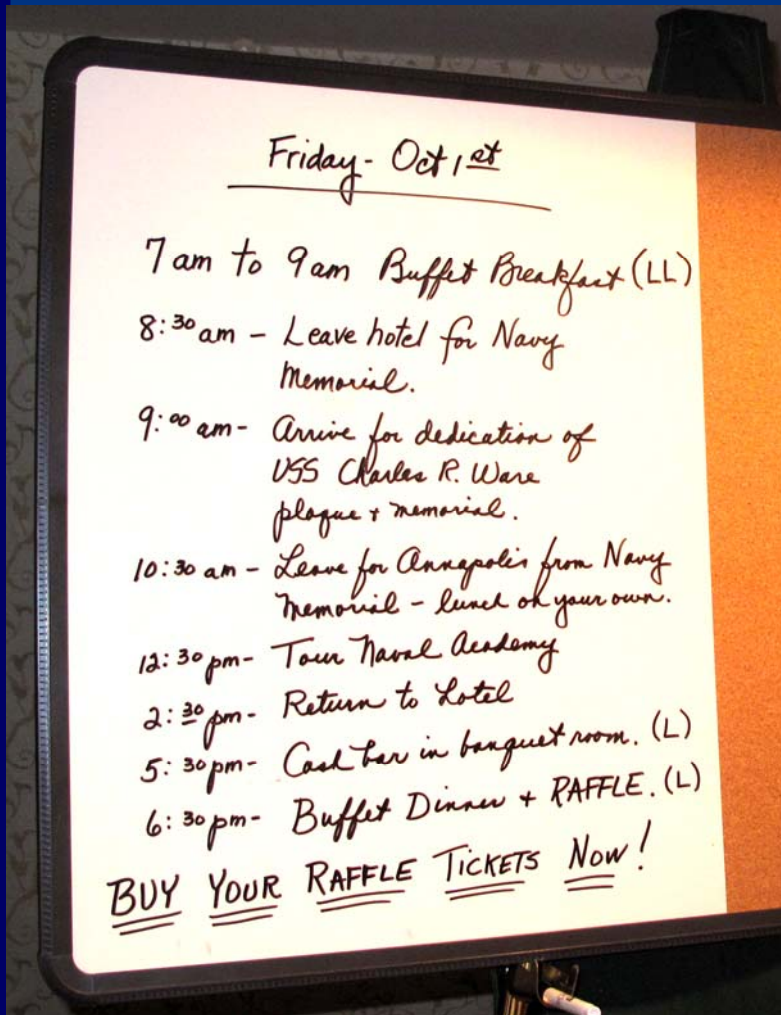 Friday - Oct 1st
7 am to 9 am Buffet Breakfast (LL)
8:30 am - Leave hotel for Navy
Memorial.
9:00 am - Arrive for dedication of
USS Charles R. Ware
plaque + memorial.
10:30 am - Leave for Annapolis from Navy
Memorial - lunch on your own.
12:30 pm - Tour Naval Academy
2:30 pm - Return to Hotel
5:30 pm - Cash bar in banquet room. (L)
6:30 pm - Buffet Dinner + RAFFLE. (L)
BUY YOUR RAFFLE TICKETS NOW!